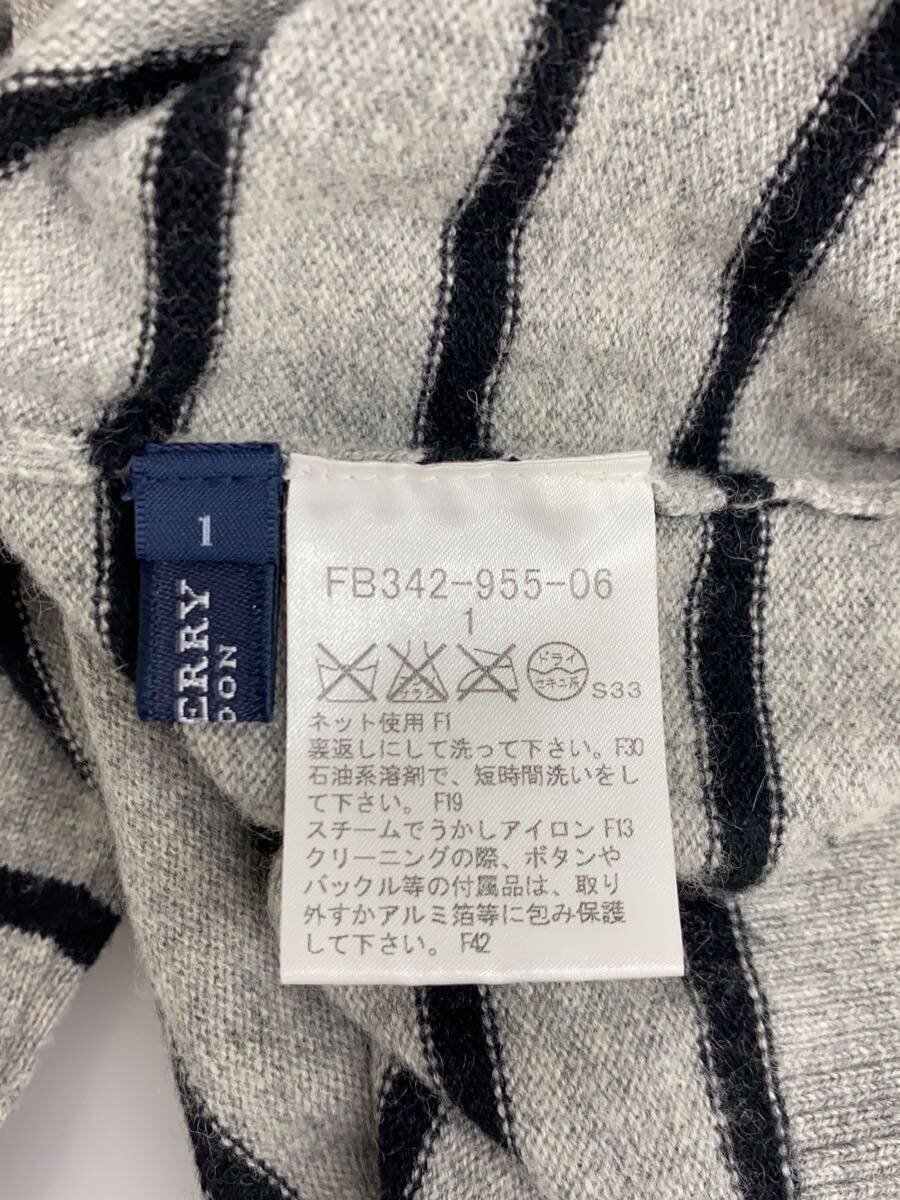 1
ERRY
DON
FB342-955-06
1
ドライ
セキユ系
S33
ネット使用 F1
裏返しにして洗って下さい。F30
石油系溶剤で、短時間洗いをし
て下さい。 F19
スチームでうかしアイロン F13
クリーニングの際、ボタンや
バックル等の付属品は、取り
外すかアルミ箔等に包み保護
して下さい。 F42